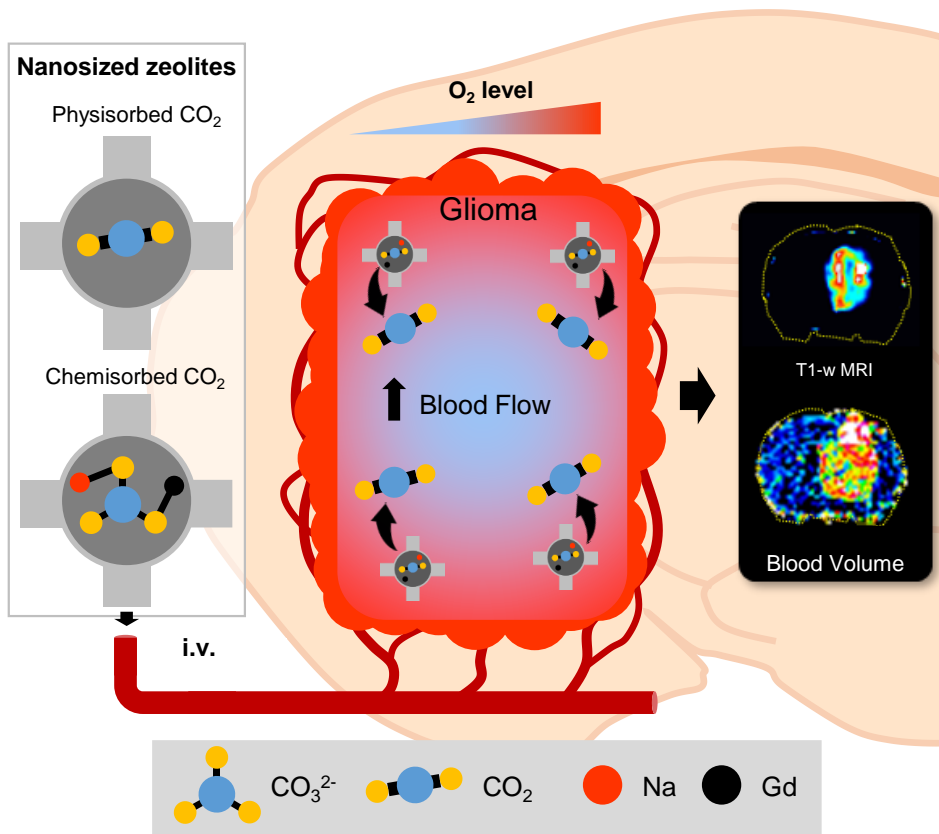 Nanosized zeolites
Physisorbed CO₂
Chemisorbed CO₂
i.v.
O₂ level
Glioma
Blood Flow
T1-w MRI
Blood Volume
CO₃²⁻
CO₂
Na
Gd